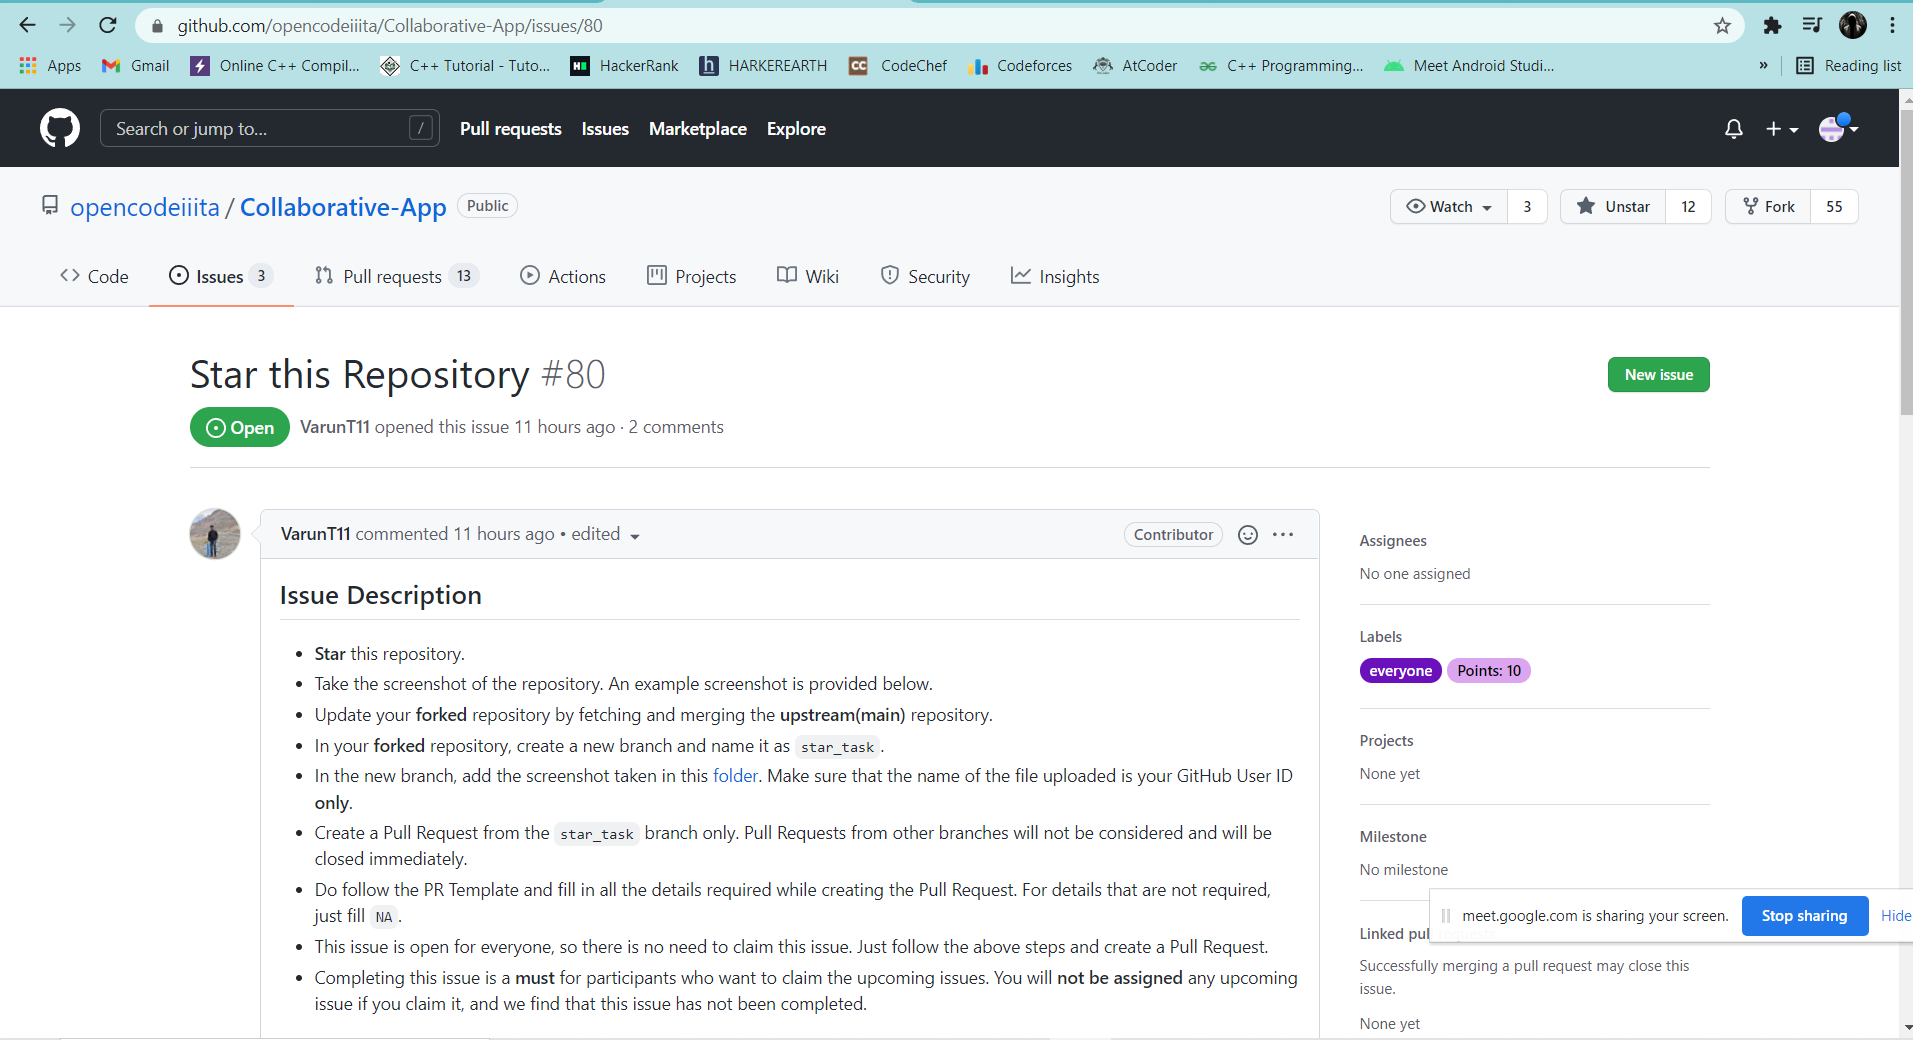 github.com/opencodeiiita/Collaborative-App/issues/80
Apps Gmail Online C++ Compil... C++ Tutorial - Tuto... HackerRank HARKEREARTH CodeChef Codeforces AtCoder C++ Programming,... Meet Android Studi... » Reading list
Search or jump to... / Pull requests Issues Marketplace Explore
opencodeiiita / Collaborative-App Public Watch 3 Unstar 12 Fork 55
Code Issues 3 Pull requests 13 Actions Projects Wiki Security Insights
Star this Repository #80 New issue
Open VarunT11 opened this issue 11 hours ago · 2 comments
VarunT11 commented 11 hours ago • edited Contributor
Issue Description
• Star this repository.
• Take the screenshot of the repository. An example screenshot is provided below.
• Update your forked repository by fetching and merging the upstream(main) repository.
• In your forked repository, create a new branch and name it as star_task.
• In the new branch, add the screenshot taken in this folder. Make sure that the name of the file uploaded is your GitHub User ID
only.
• Create a Pull Request from the star_task branch only. Pull Requests from other branches will not be considered and will be
closed immediately.
• Do follow the PR Template and fill in all the details required while creating the Pull Request. For details that are not required,
just fill NA.
• This issue is open for everyone, so there is no need to claim this issue. Just follow the above steps and create a Pull Request.
• Completing this issue is a must for participants who want to claim the upcoming issues. You will not be assigned any upcoming
issue if you claim it, and we find that this issue has not been completed.
Assignees
No one assigned
Labels
everyone Points: 10
Projects
None yet
Milestone
No milestone
meet.google.com is sharing your screen. Stop sharing Hide
Linked pul
Successfully merging a pull request may close this
issue.
None yet